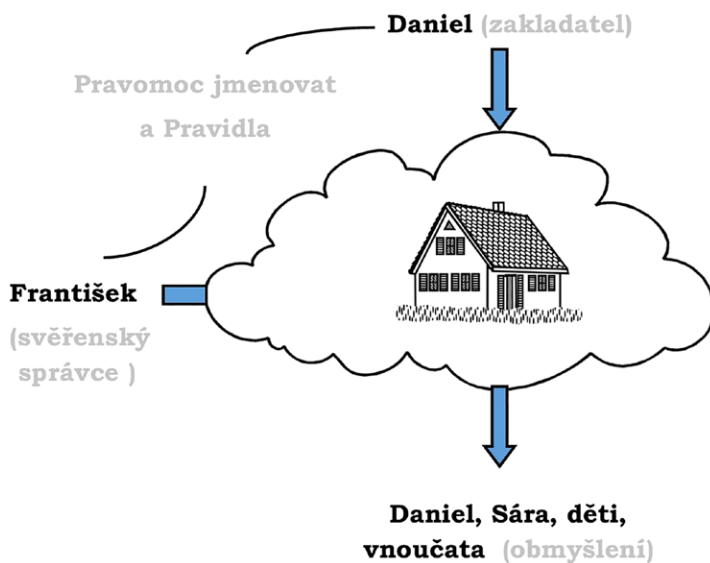 Daniel (zakladatel)
Pravomoc jmenovat
a Pravidla
František
(svěřenský
správce )
Daniel, Sára, děti,
vnoučata (obmyšlení)